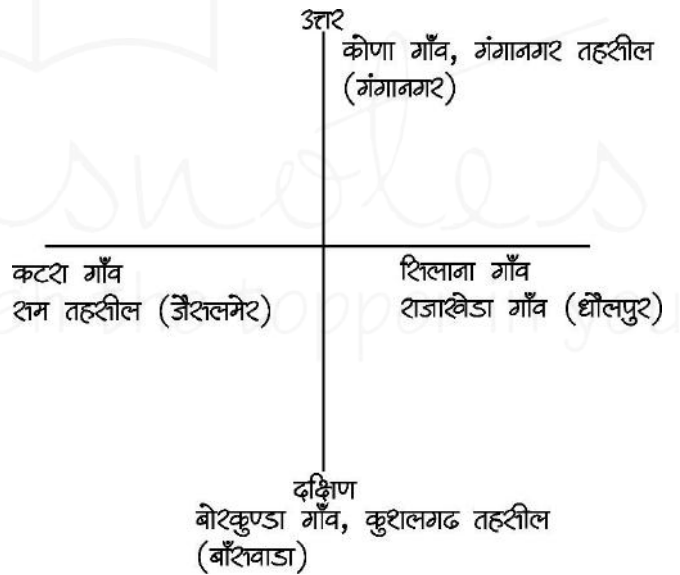 उत्तर
कोणा गाँव, गंगानगर तहसील
(गंगानगर)
कटरा गाँव
सम तहसील (जैसलमेर)
सिलाना गाँव
राजाखेडा गाँव (धौलपुर)
दक्षिण
बोरकुण्डा गाँव, कुशलगढ तहसील
(बाँसवाडा)